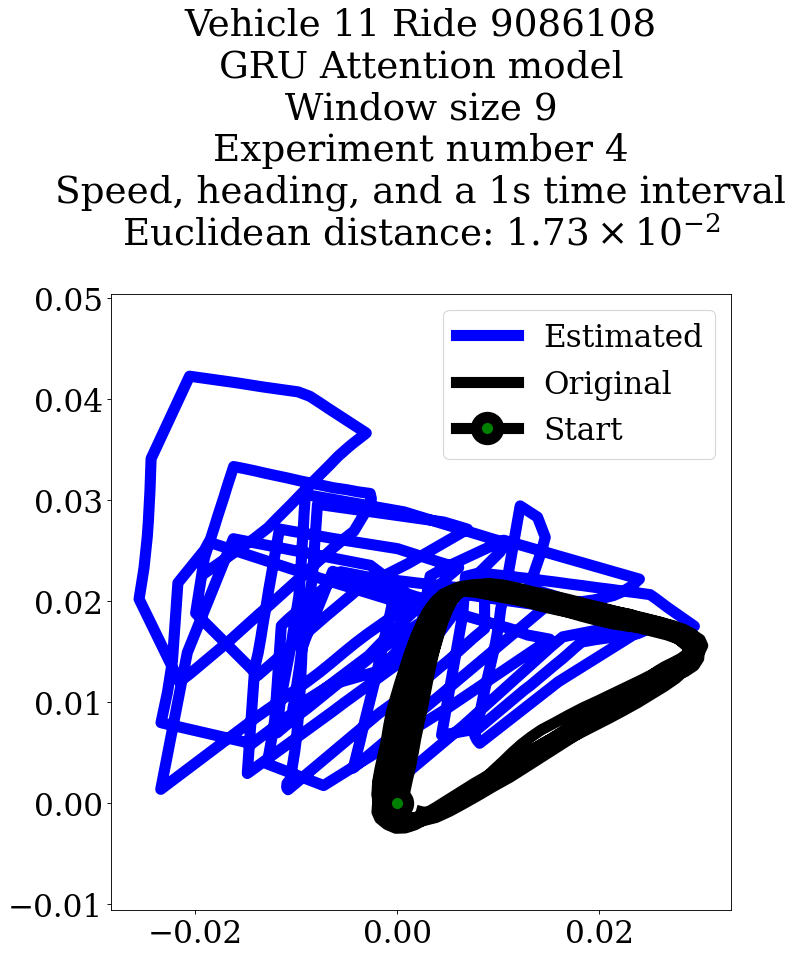 Vehicle 11 Ride 9086108
GRU Attention model
Window size 9
Experiment number 4
Speed, heading, and a 1s time interval
Euclidean distance: 1.73 × 10⁻²
0.05
Estimated
Original
Start
0.04
0.03
0.02
0.01
0.00
−0.01
−0.02
0.00
0.02